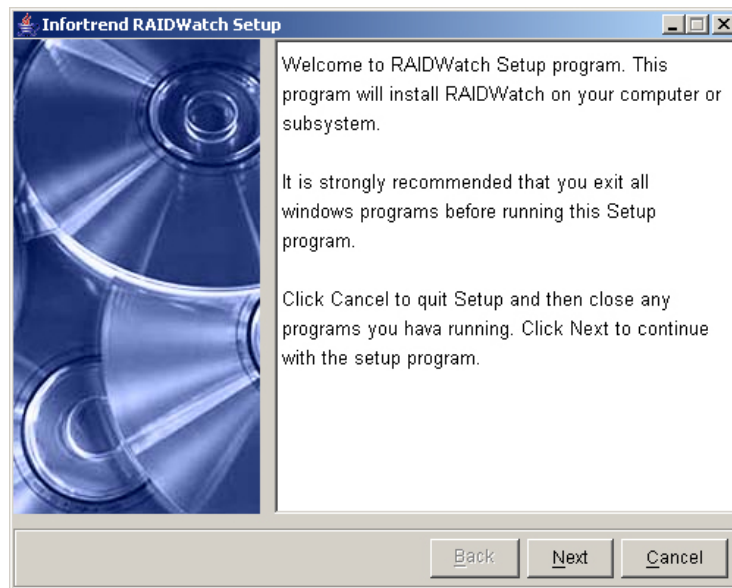 Infortrend RAIDWatch Setup
Welcome to RAIDWatch Setup program. This
program will install RAIDWatch on your computer or
subsystem.
It is strongly recommended that you exit all
windows programs before running this Setup
program.
Click Cancel to quit Setup and then close any
programs you hava running. Click Next to continue
with the setup program.
Back
Next
Cancel